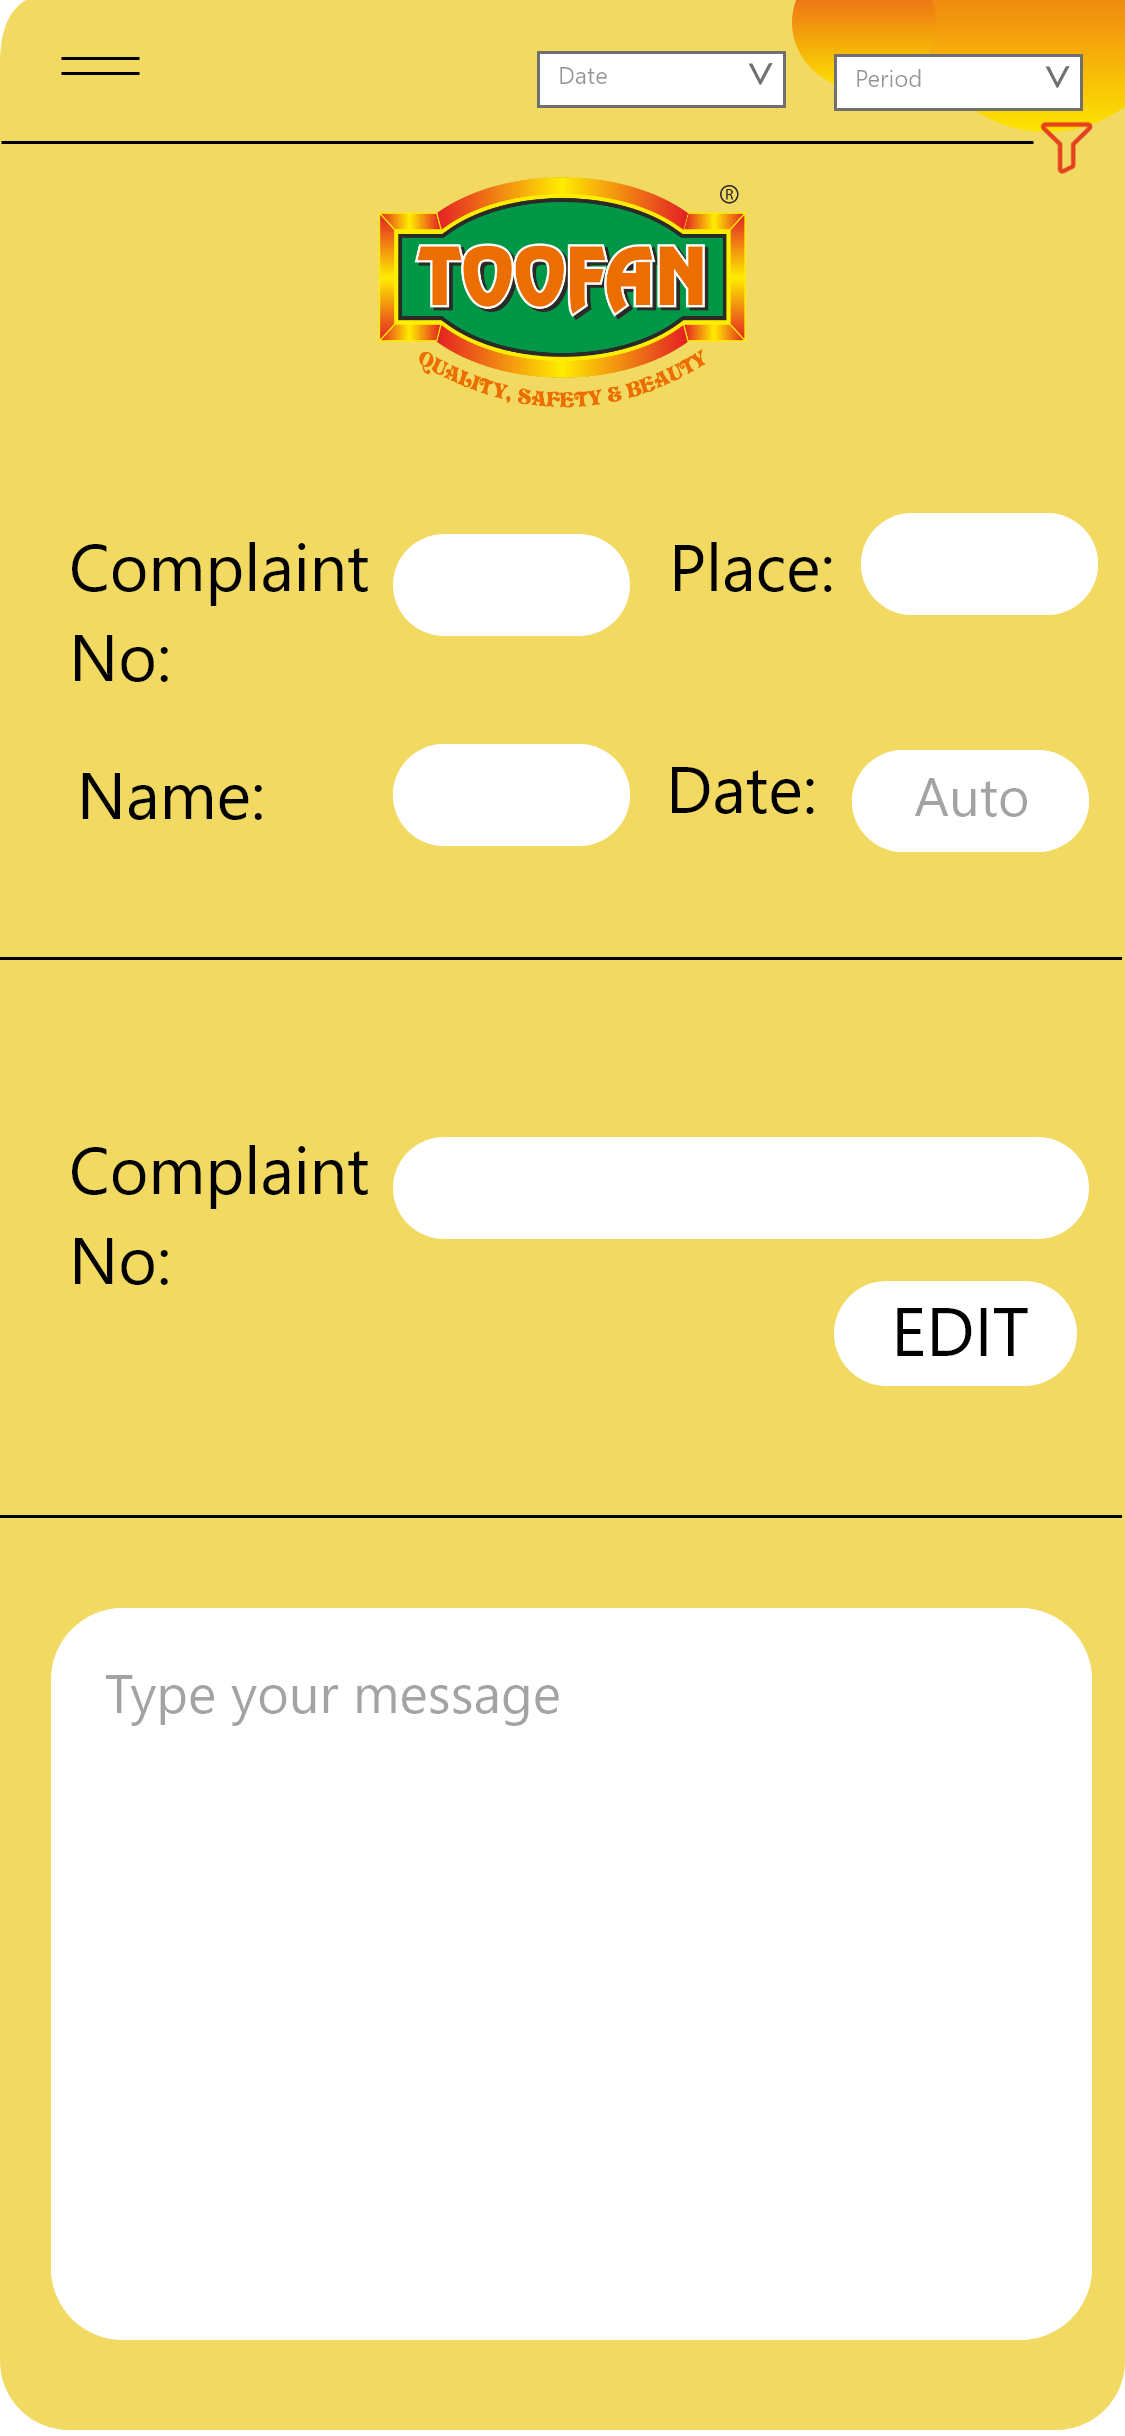 Date V
Period V
®
TOOFAN
QUALITY, SAFETY & BEAUTY
Complaint
No:
Place:
Name:
Date: Auto
Complaint
No:
EDIT
Type your message